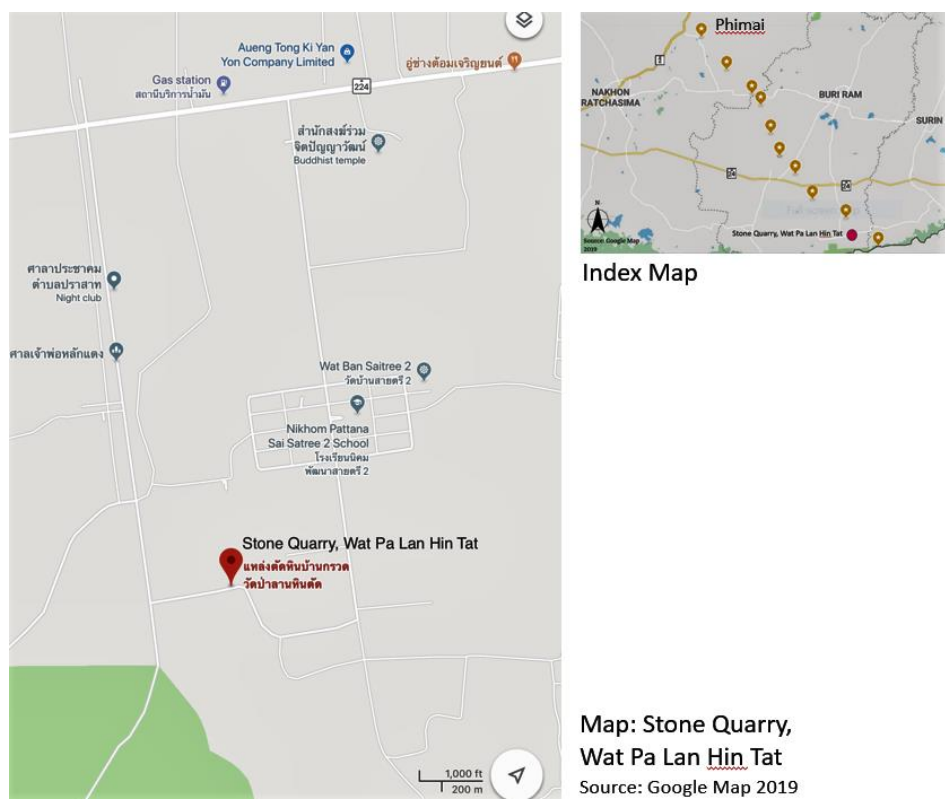 Aueng Tong Ki Yan
Yon Company Limited
อู่ช่างต้อมเจริญยนต์
Gas station
สถานีบริการน้ำมัน
224
สำนักสงฆ์ร่วม
จิตปัญญาวัฒน์
Buddhist temple
ศาลาประชาคม
ตำบลปราสาท
Night club
ศาลเจ้าพ่อหลักแดง
Wat Ban Saitree 2
วัดบ้านสายตรี 2
Nikhom Pattana
Sai Satree 2 School
โรงเรียนนิคม
พัฒนาสายตรี 2
Stone Quarry, Wat Pa Lan Hin Tat
แหล่งตัดหินบ้านกรวด
วัดป่าลานหินตัด
1,000 ft
200 m
Phimai
NAKHON
RATCHASIMA
BURI RAM
SURIN
24
24
N
Stone Quarry, Wat Pa Lan Hin Tat
Source: Google Map
2019
Index Map
Map: Stone Quarry,
Wat Pa Lan Hin Tat
Source: Google Map 2019